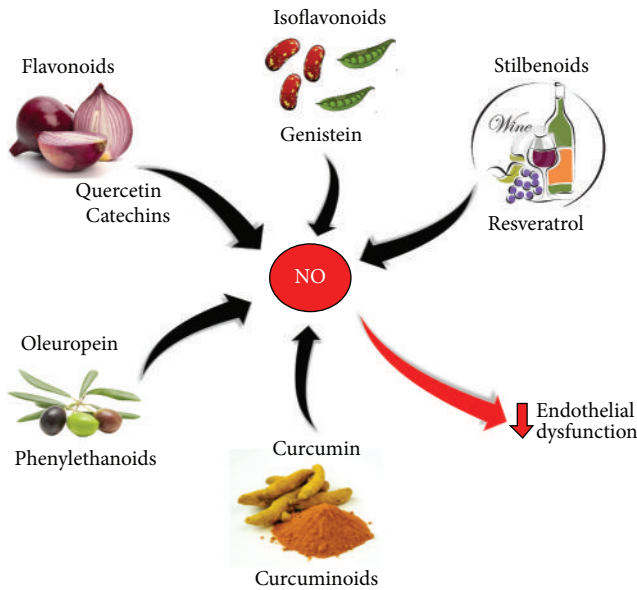 Isoflavonoids
Flavonoids
Stilbenoids
Wine
Genistein
Quercetin
Catechins
Resveratrol
NO
Oleuropein
Endothelial
dysfunction
Phenylethanoids
Curcumin
Curcuminoids